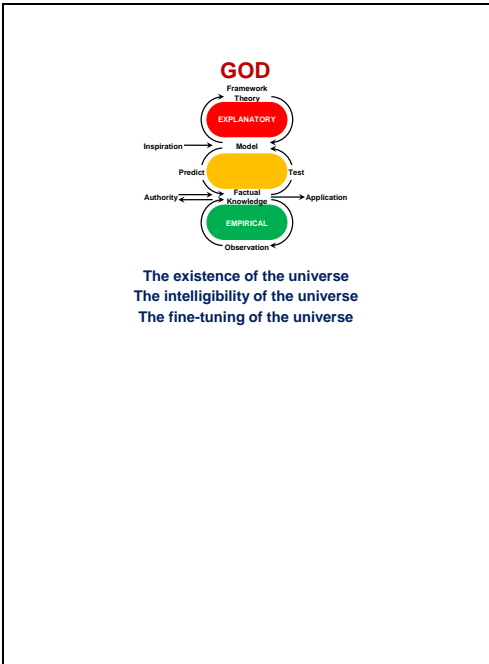 GOD
Framework
Theory
EXPLANATORY
Inspiration Model
Predict Test
Factual
Authority Knowledge Application
EMPIRICAL
Observation
The existence of the universe
The intelligibility of the universe
The fine-tuning of the universe